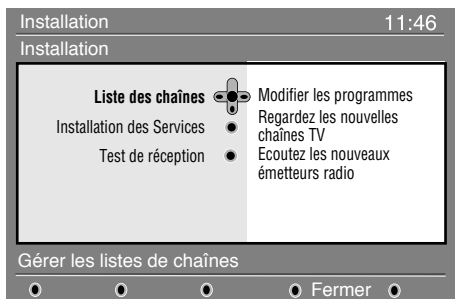 Installation 11:46
Installation
Liste des chaînes
Installation des Services
Test de réception
Modifier les programmes
Regardez les nouvelles
chaînes TV
Ecoutez les nouveaux
émetteurs radio
Gérer les listes de chaînes
Fermer